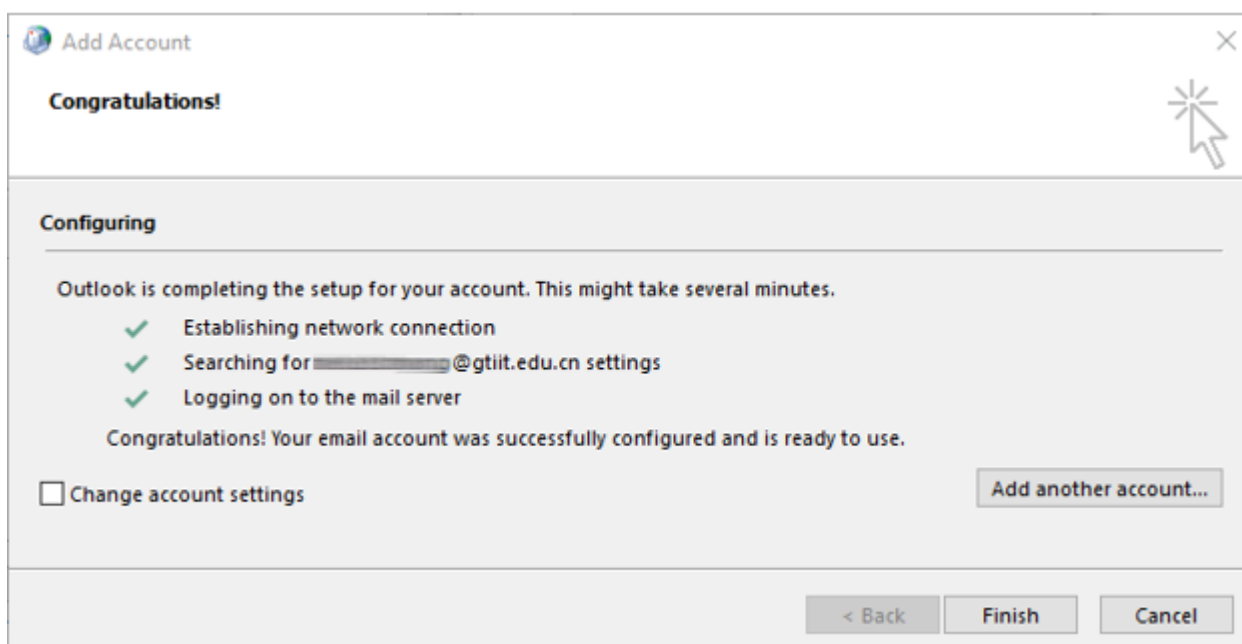 Add Account
Congratulations!
Configuring
Outlook is completing the setup for your account. This might take several minutes.
Establishing network connection
Searching for @gtiit.edu.cn settings
Logging on to the mail server
Congratulations! Your email account was successfully configured and is ready to use.
Change account settings
Add another account...
< Back
Finish
Cancel